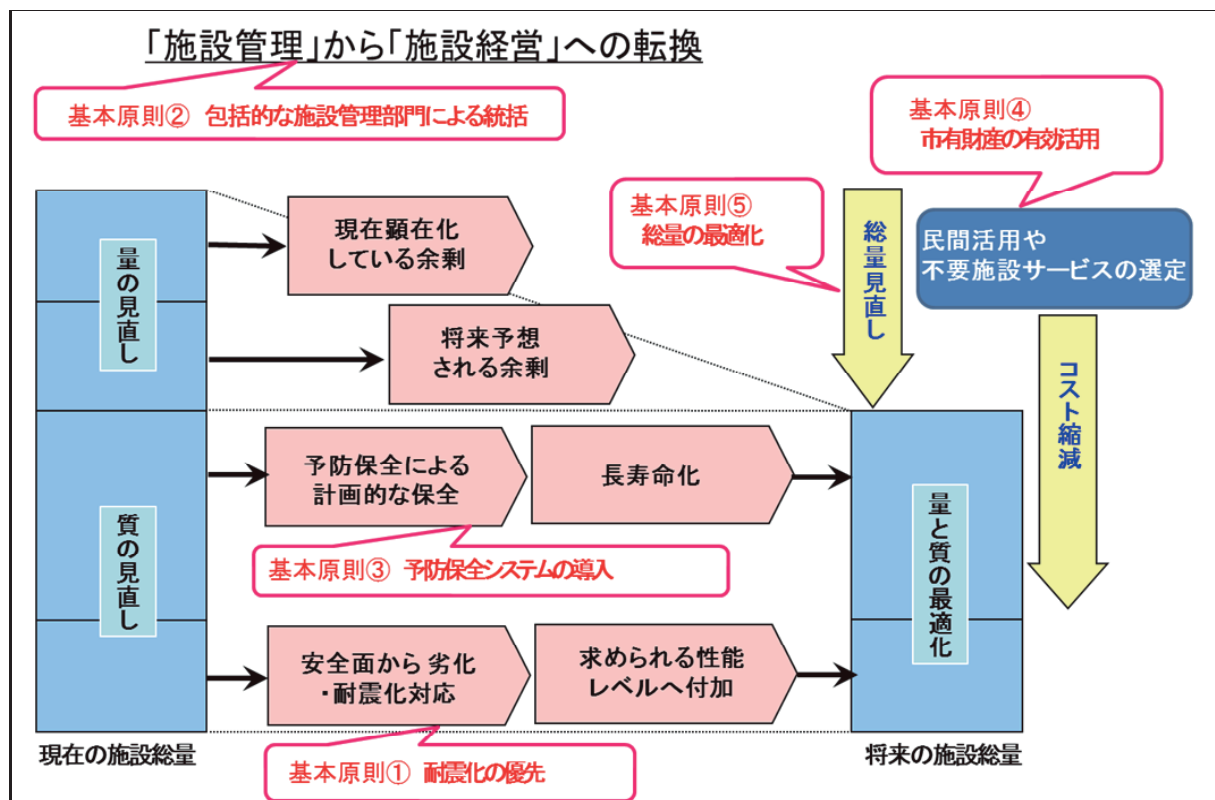 「施設管理」から「施設経営」への転換
基本原則② 包括的な施設管理部門による統括
基本原則④
市有財産の有効活用
基本原則⑤
総量の最適化
総量見直し
民間活用や
不要施設サービスの選定
コスト縮減
量の見直し
現在顕在化
している余剰
将来予想
される余剰
質の見直し
予防保全による
計画的な保全
長寿命化
基本原則③ 予防保全システムの導入
量と質の最適化
安全面から 劣化
・耐震化対応
求められる性能
レベルへ付加
基本原則① 耐震化の優先
現在の施設総量
将来の施設総量